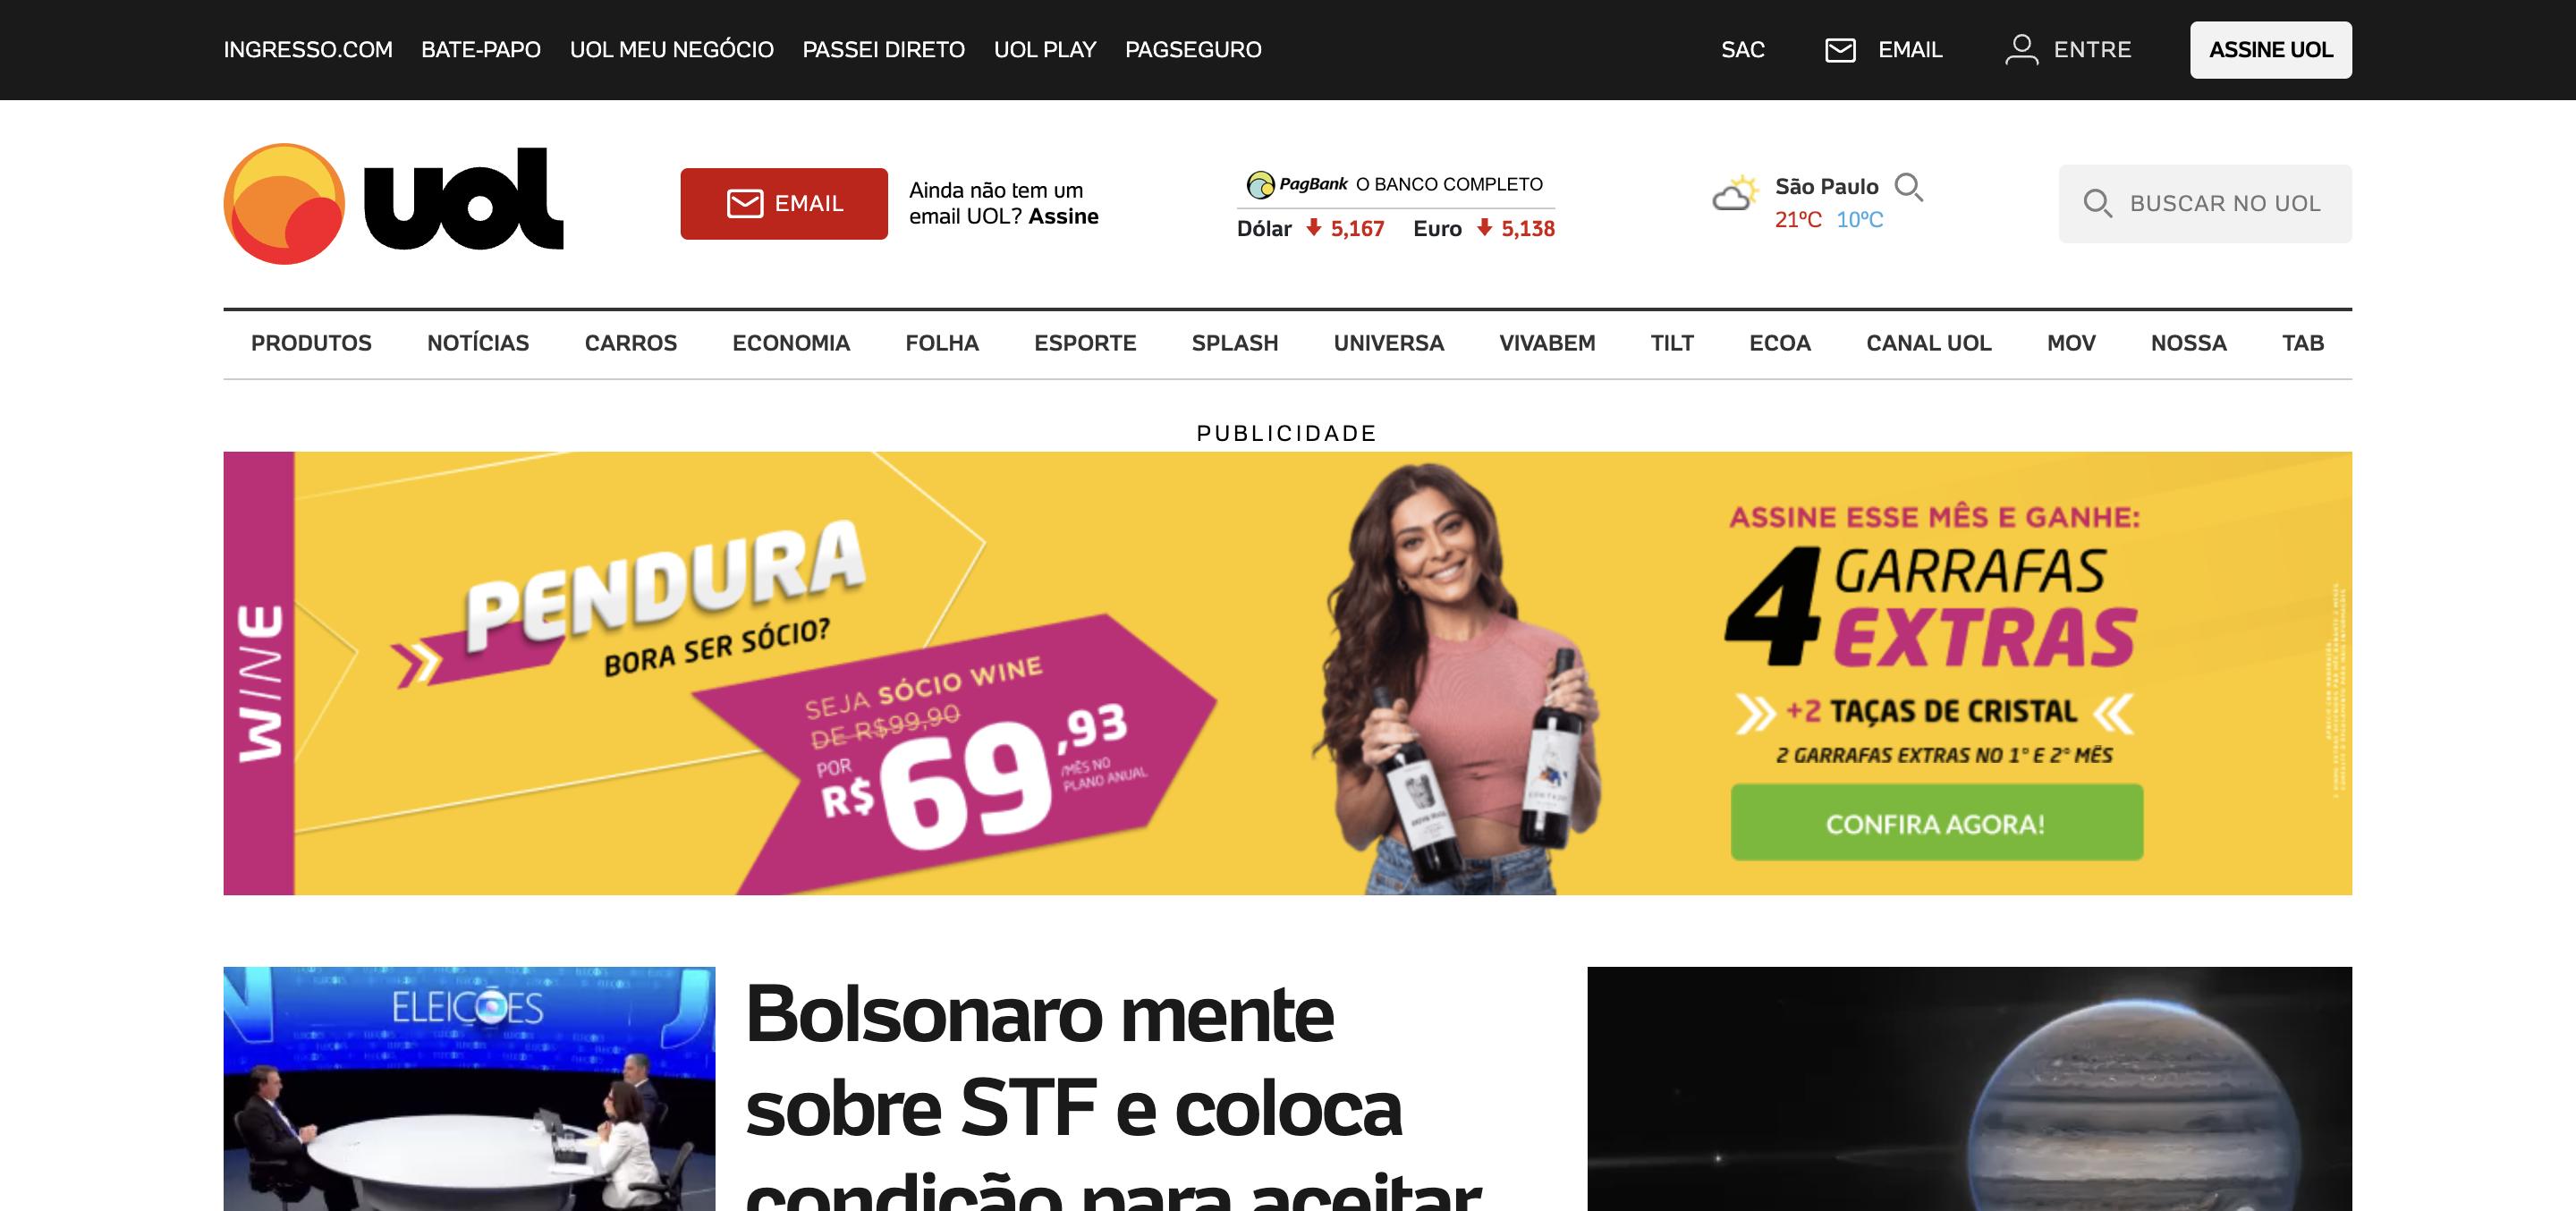 INGRESSO.COM BATE-PAPO UOL MEU NEGÓCIO PASSEI DIRETO UOL PLAY PAGSEGURO SAC EMAIL ENTRE ASSINE UOL
uol
EMAIL
Ainda não tem um
email UOL? Assine
PagBank O BANCO COMPLETO
Dólar 5,167 Euro 5,138
São Paulo
21ºC 10ºC
BUSCAR NO UOL
PRODUTOS NOTÍCIAS CARROS ECONOMIA FOLHA ESPORTE SPLASH UNIVERSA VIVABEM TILT ECOA CANAL UOL MOV NOSSA TAB
PUBLICIDADE
WINE
PENDURA
BORA SER SÓCIO?
SEJA SÓCIO WINE
DE R$99,90
POR
R$69,93
/MÊS NO
PLANO ANUAL
ASSINE ESSE MÊS E GANHE:
4 GARRAFAS
EXTRAS
+2 TAÇAS DE CRISTAL
2 GARRAFAS EXTRAS NO 1º E 2º MÊS
CONFIRA AGORA!
ELEIÇÕES
Bolsonaro mente
sobre STF e coloca
condição para aceitar